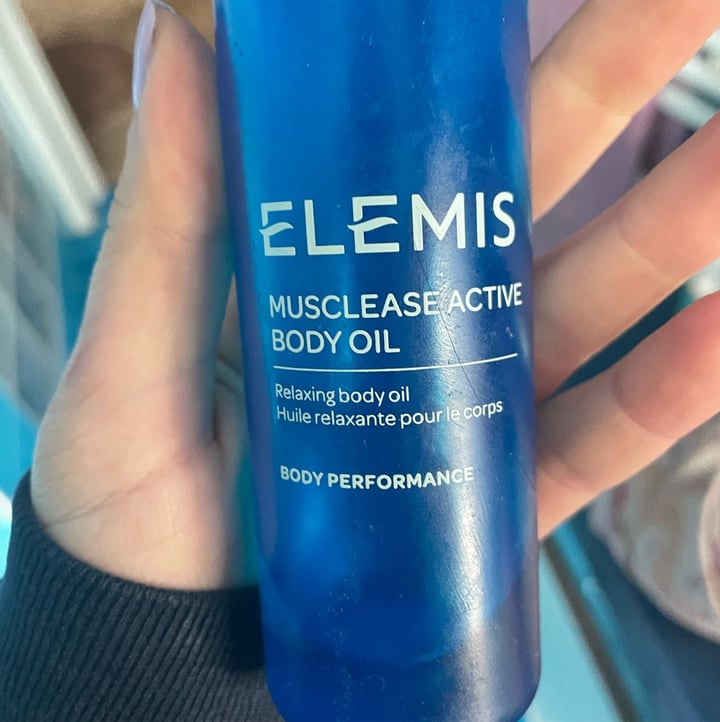 ELEMIS
MUSCLEASE ACTIVE
BODY OIL
Relaxing body oil
Huile relaxante pour le corps
BODY PERFORMANCE